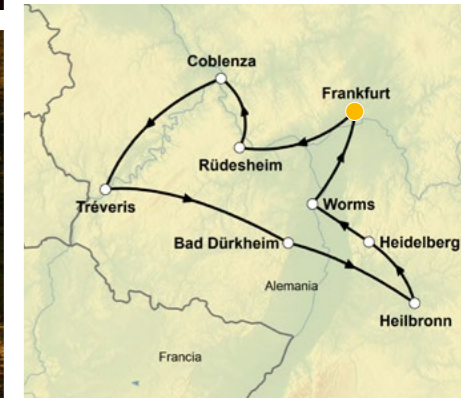 Coblenza
Frankfurt
Rüdesheim
Tréveris
Worms
Bad Dürkheim
Heidelberg
Alemania
Heilbronn
Francia